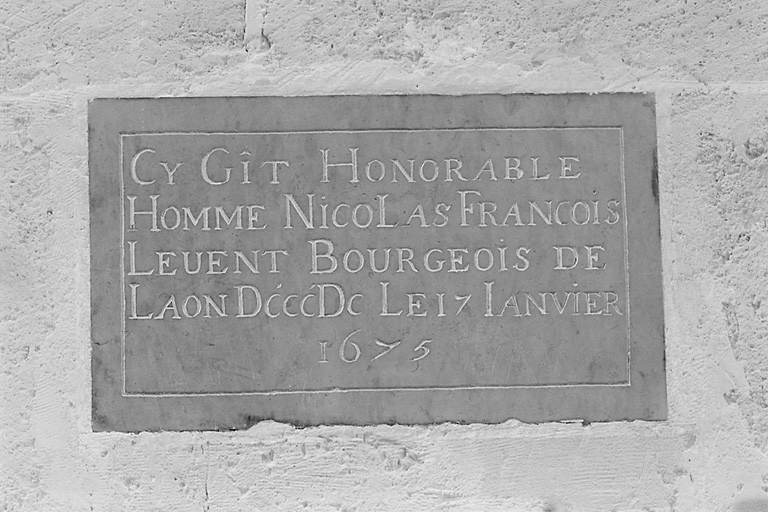 CY GÎT HONORABLE
HOMME NICOLAS FRANCOIS
LEUENT BOURGEOIS DE
LAON DÉCÉDÉ LE 17 IANVIER
1675